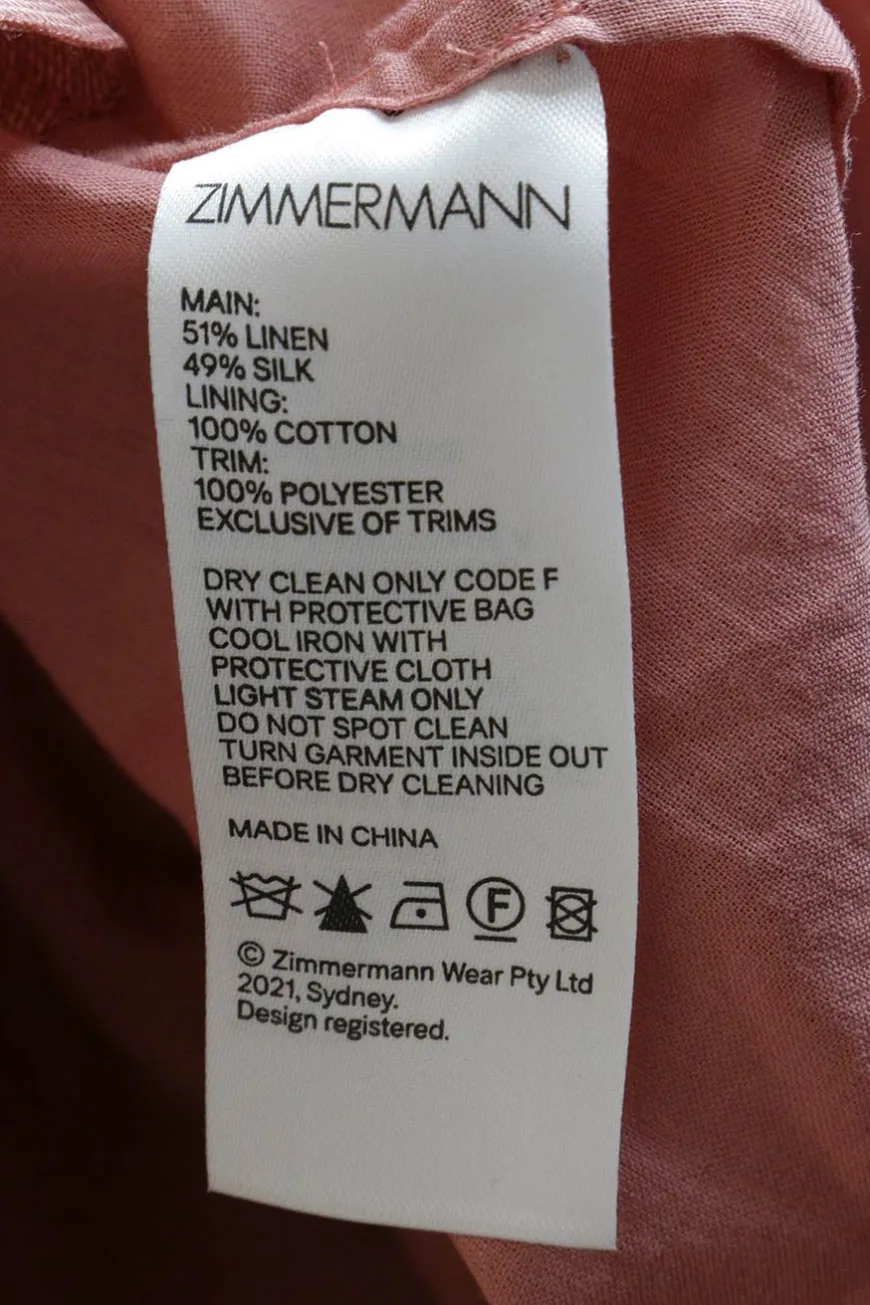 ZIMMERMANN
MAIN:
51% LINEN
49% SILK
LINING:
100% COTTON
TRIM:
100% POLYESTER
EXCLUSIVE OF TRIMS
DRY CLEAN ONLY CODE F
WITH PROTECTIVE BAG
COOL IRON WITH
PROTECTIVE CLOTH
LIGHT STEAM ONLY
DO NOT SPOT CLEAN
TURN GARMENT INSIDE OUT
BEFORE DRY CLEANING
MADE IN CHINA
F
© Zimmermann Wear Pty Ltd
2021, Sydney.
Design registered.